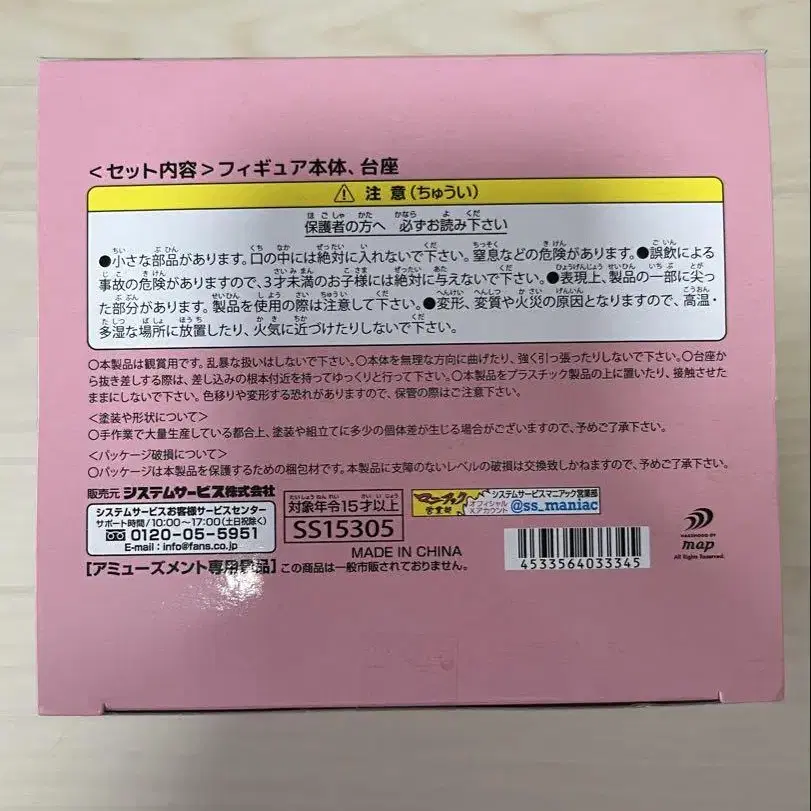 <セット内容>フィギュア本体、台座
⚠ 注意(ちゅうい)
保護者の方へ 必ずお読み下さい
●小さな部品があります。口の中には絶対に入れないで下さい。窒息などの危険があります。●誤飲による
事故の危険がありますので、3才未満のお子様には絶対に与えないで下さい。●表現上、製品の一部に尖っ
た部分があります。製品を使用の際は注意して下さい。●変形、変質や火災の原因となりますので、高温・
多湿な場所に放置したり、火気に近づけたりしないで下さい。
○本製品は観賞用です。乱暴な扱いはしないで下さい。○本体を無理な方向に曲げたり、強く引っ張ったりしないで下さい。○台座か
ら抜き差しする際は、差し込みの根本付近を持ってゆっくりと行って下さい。○本製品をプラスチック製品の上に置いたり、接触させた
ままにしないで下さい。色移りや変形する恐れがありますので、保管の際はご注意下さい。
<塗装や形状について>
○手作業で大量生産している都合上、塗装や組立てに多少の個体差が生じる場合がございますので、予めご了承下さい。
<パッケージ破損について>
○パッケージは本製品を保護するための梱包材です。本製品に支障のないレベルの破損は交換致しかねますので、予めご了承下さい。
販売元 システムサービス株式会社
システムサービスお客様サービスセンター
サポート時間/10:00〜17:00(土日祝除く)
0120-05-5951
E-mail : info@fans.co.jp
対象年令15才以上
SS15305
MADE IN CHINA
マニアック営業部
オフィシャルXアカウント
システムサービスマニアック営業部
@ss_maniac
4533564033345
map
All Rights Reserved.
[アミューズメント専用景品] この商品は一般市販されておりません。